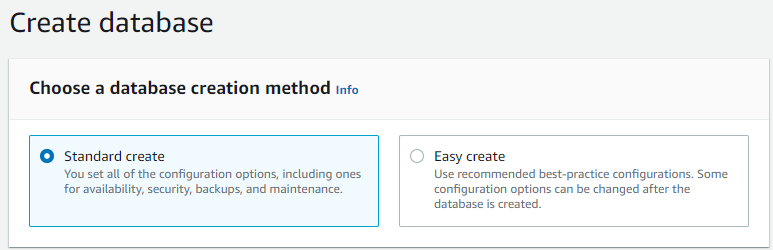 Create database
Choose a database creation method Info
Standard create
You set all of the configuration options, including ones
for availability, security, backups, and maintenance.
Easy create
Use recommended best-practice configurations. Some
configuration options can be changed after the
database is created.